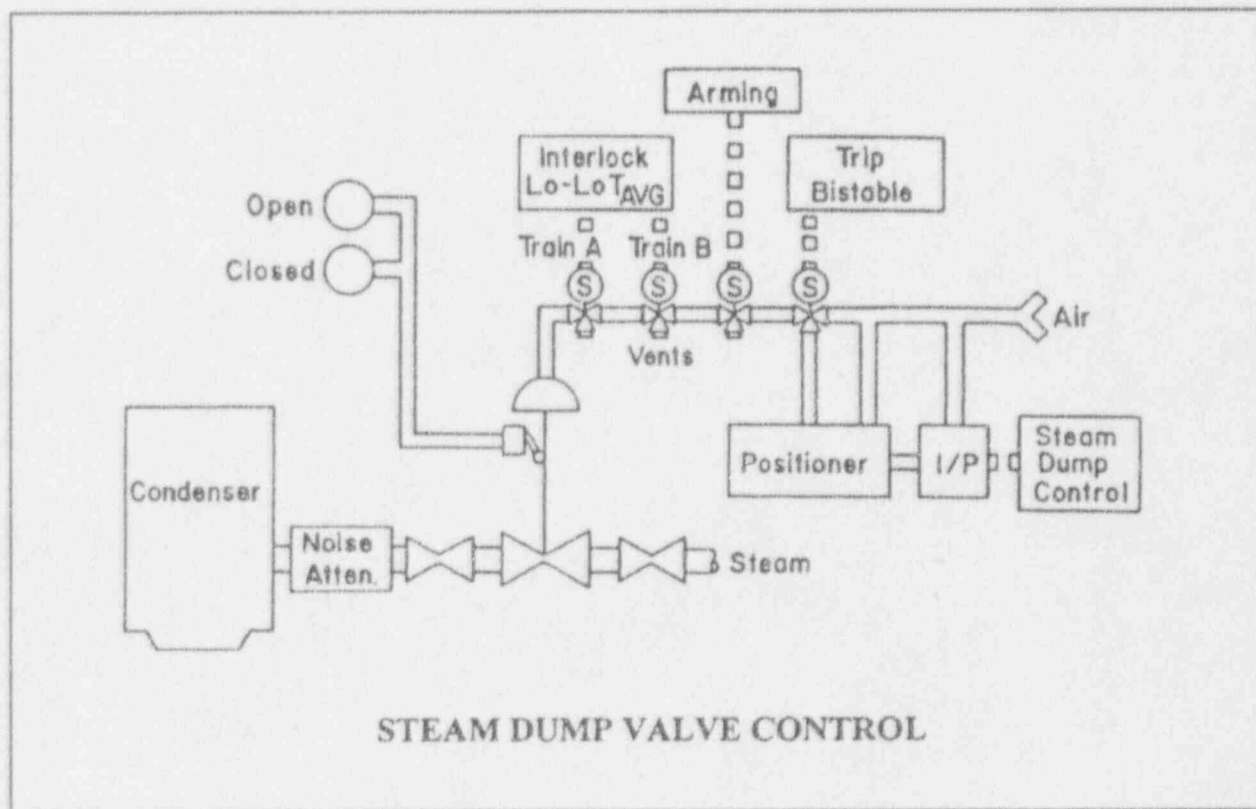 Arming
Interlock
Lo-LoTAVG
Trip
Bistable
Open
Closed
Train A
Train B
S
S
S
S
Air
Vents
Condenser
Positioner
I/P
Steam
Dump
Control
Noise
Atten.
Steam
STEAM DUMP VALVE CONTROL